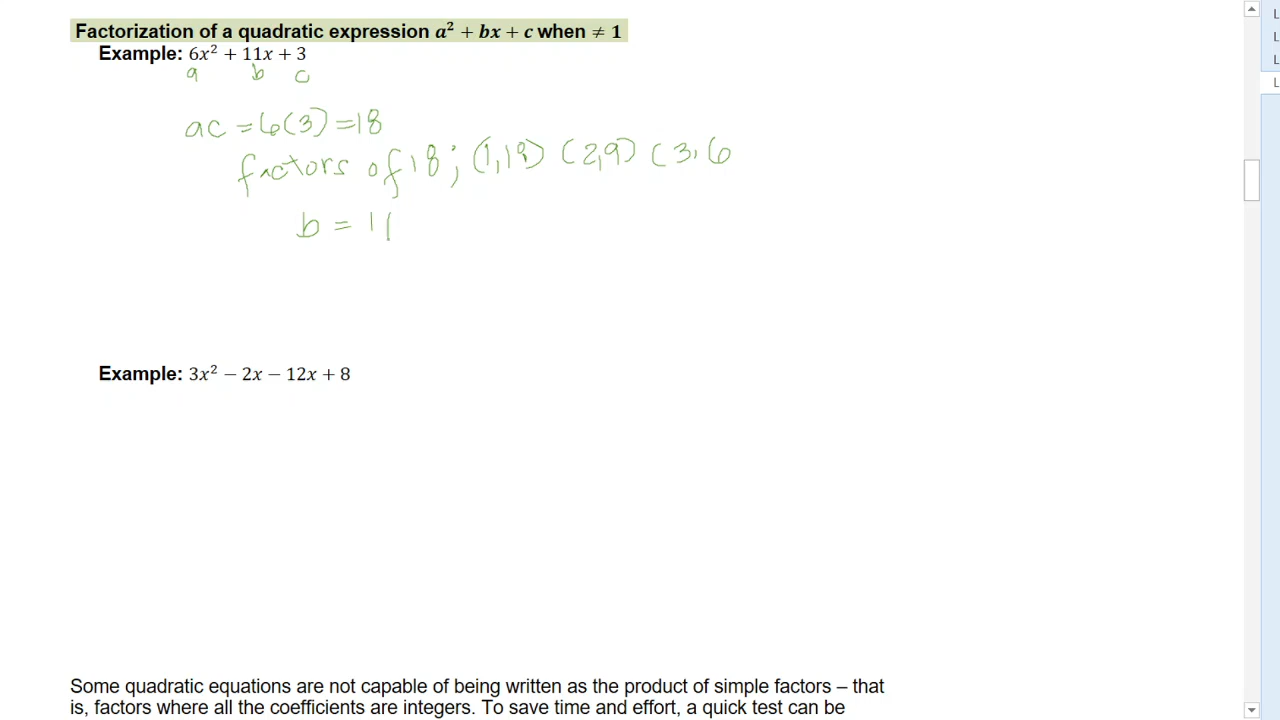 Factorization of a quadratic expression a² + bx + c when ≠ 1
Example: 6x² + 11x + 3
a b c
ac = 6(3) = 18
factors of 18; (1,18) (2,9) (3,6
b = 11
Example: 3x² − 2x − 12x + 8
Some quadratic equations are not capable of being written as the product of simple factors – that
is, factors where all the coefficients are integers. To save time and effort, a quick test can be
L
L
L
L